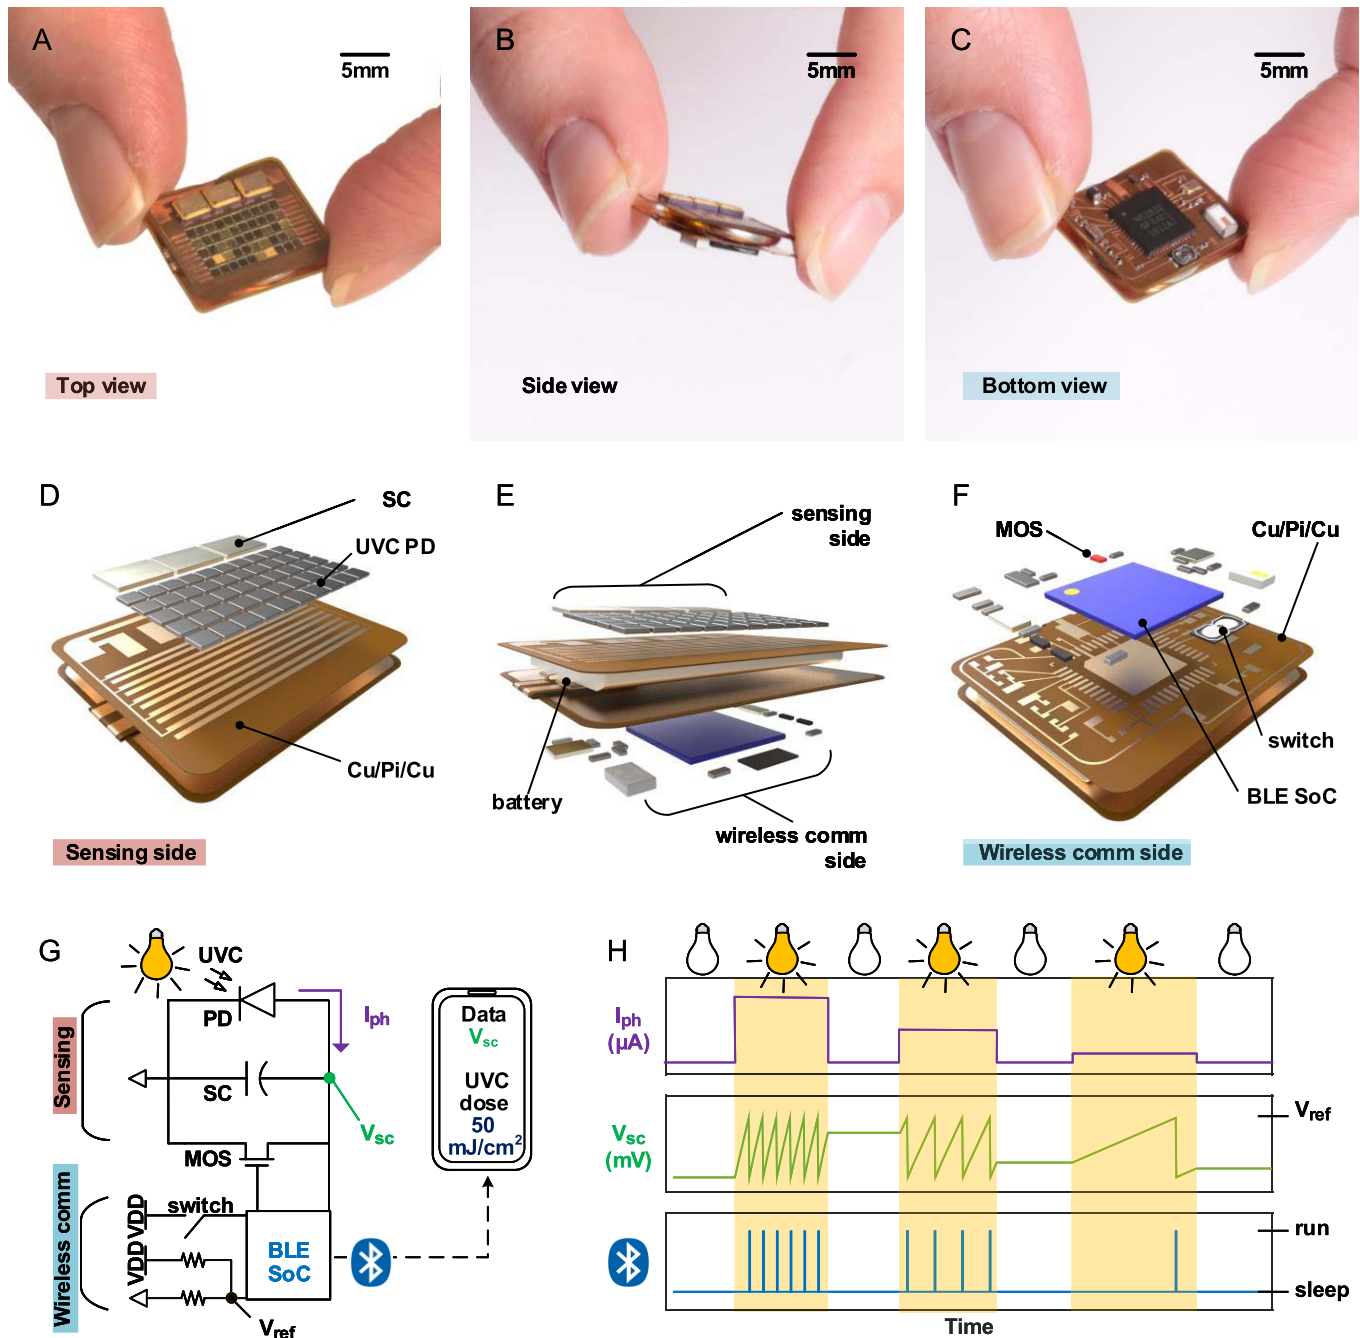 A
5mm
Top view
B
5mm
Side view
C
5mm
Bottom view
D
SC
UVC PD
Cu/Pi/Cu
Sensing side
E
sensing
side
battery
wireless comm
side
F
MOS
Cu/Pi/Cu
switch
BLE SoC
Wireless comm side
G
UVC
PD
Iph
SC
Vsc
MOS
Sensing
Wireless comm
VDD
switch
VDD
BLE
SoC
Vref
Data
Vsc
UVC
dose
50
mJ/cm²
H
Iph
(µA)
Vsc
(mV)
Vref
run
sleep
Time